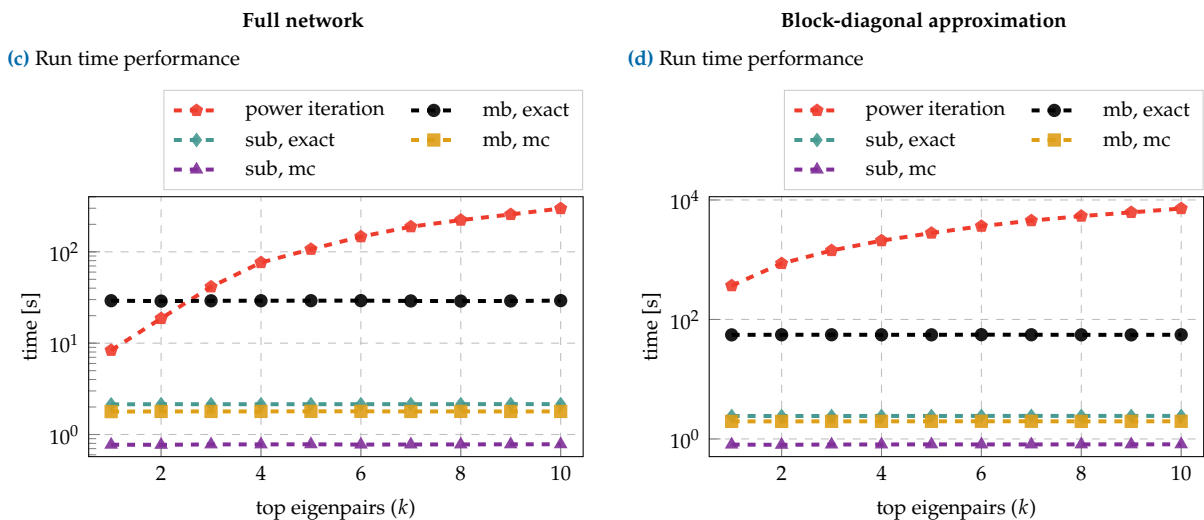 Full network
(c) Run time performance
power iteration
mb, exact
sub, exact
mb, mc
sub, mc
10^2
10^1
10^0
time [s]
2 4 6 8 10
top eigenpairs (k)
Block-diagonal approximation
(d) Run time performance
power iteration
mb, exact
sub, exact
mb, mc
sub, mc
10^4
10^2
10^0
time [s]
2 4 6 8 10
top eigenpairs (k)